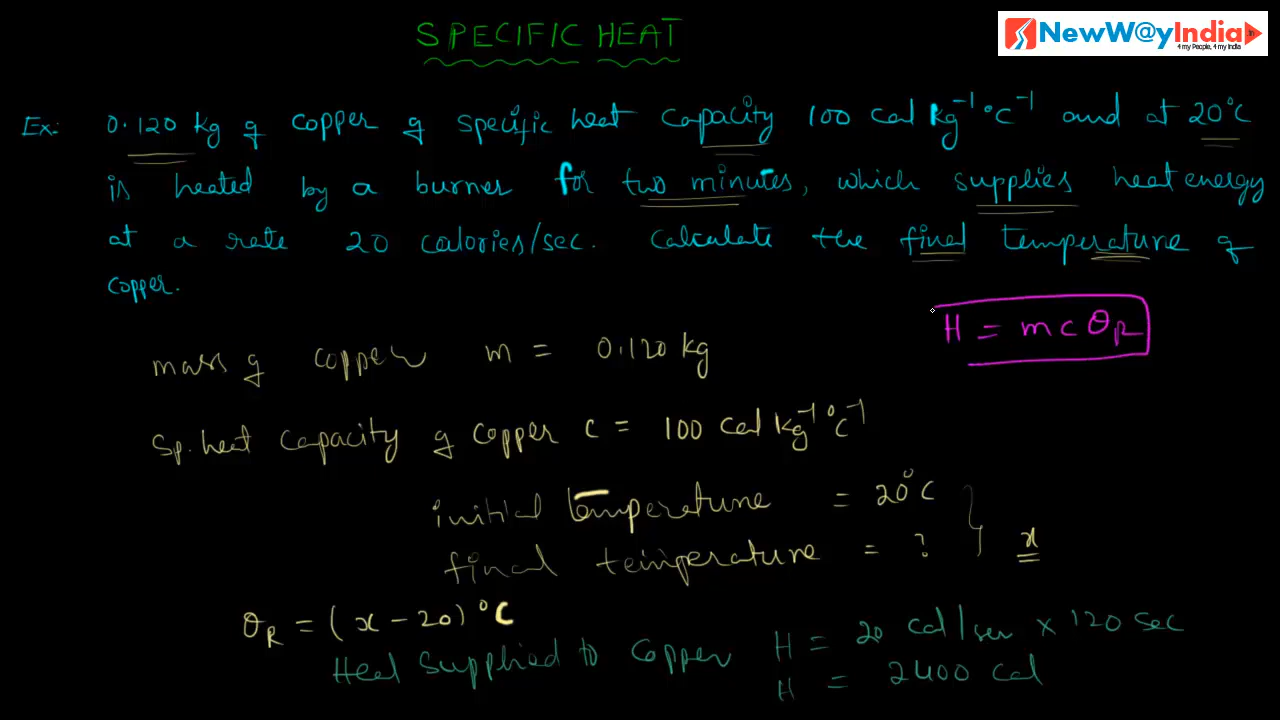 SPECIFIC HEAT
NewW@yIndia.in
4 my People, 4 my India
Ex: 0.120 kg of copper of specific heat capacity 100 cal kg⁻¹ °C⁻¹ and at 20°C
is heated by a burner for two minutes, which supplies heat energy
at a rate 20 calories/sec. Calculate the final temperature of
copper.
H = mcθR
mass of copper m = 0.120 kg
Sp. heat capacity of copper c = 100 cal kg⁻¹ °C⁻¹
initial temperature = 20°C
final temperature = ? } x
θR = (x - 20) °C
Heat supplied to copper H = 20 cal/sec × 120 sec
H = 2400 cal